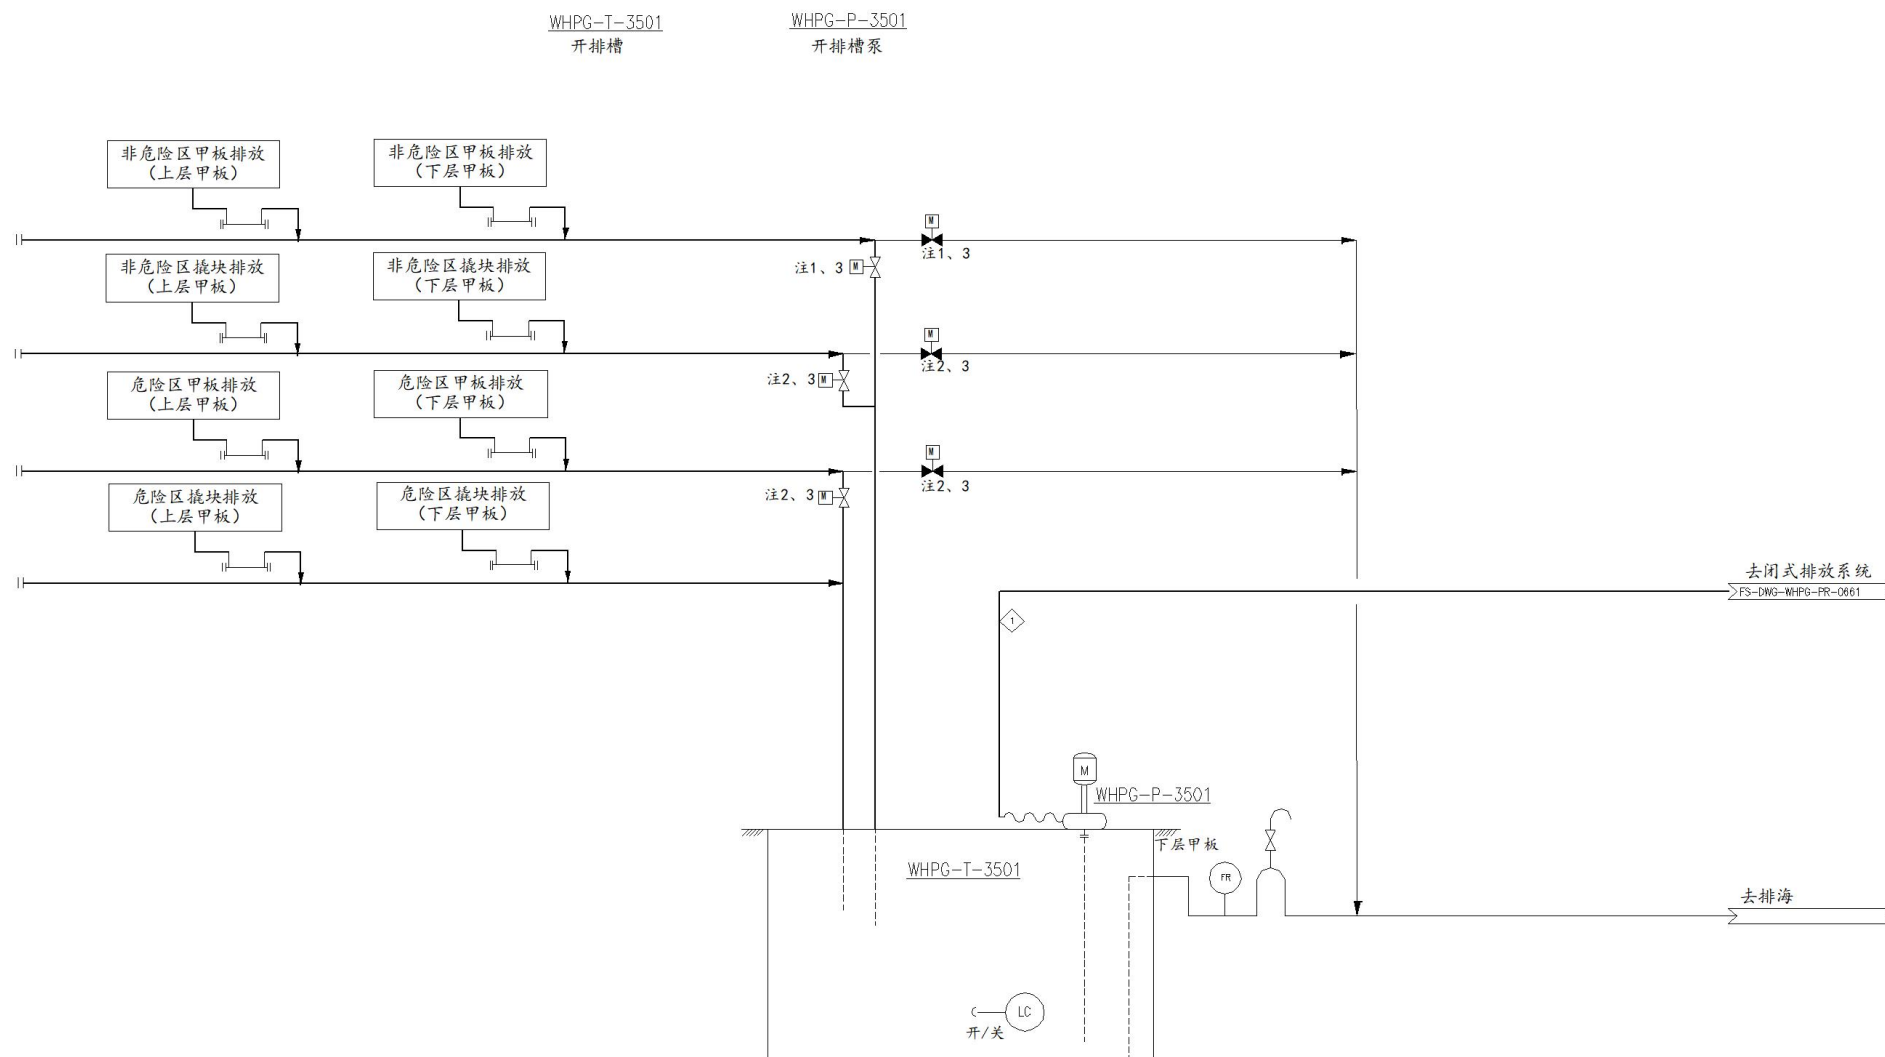 WHPG-T-3501
开排槽
WHPG-P-3501
开排槽泵
非危险区甲板排放
(上层甲板)
非危险区甲板排放
(下层甲板)
M
注1、3
注1、3
M
非危险区撬块排放
(上层甲板)
非危险区撬块排放
(下层甲板)
M
注2、3
注2、3
M
危险区甲板排放
(上层甲板)
危险区甲板排放
(下层甲板)
M
注2、3
注2、3
M
危险区撬块排放
(上层甲板)
危险区撬块排放
(下层甲板)
去闭式排放系统
FS-DWG-WHPG-PR-0661
1
M
WHPG-P-3501
下层甲板
WHPG-T-3501
FR
去排海
LC
开/关